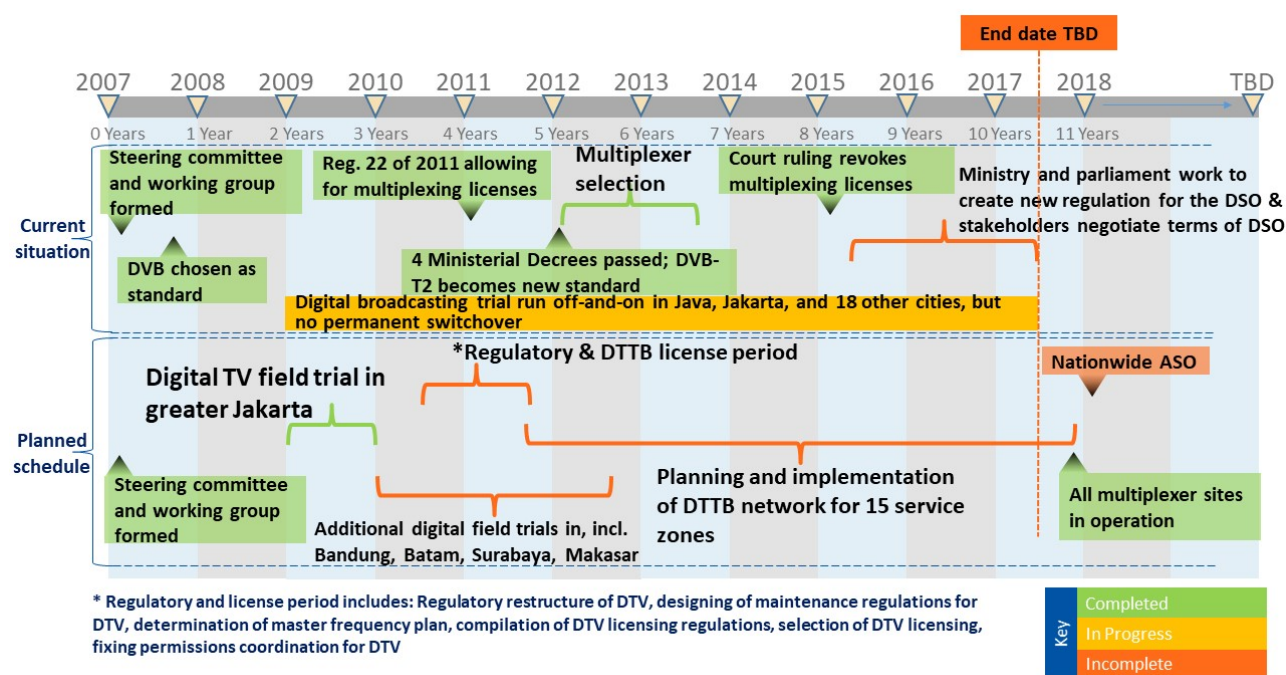 End date TBD
2007 2008 2009 2010 2011 2012 2013 2014 2015 2016 2017 2018 TBD
0 Years 1 Year 2 Years 3 Years 4 Years 5 Years 6 Years 7 Years 8 Years 9 Years 10 Years 11 Years
Current
situation
Steering committee
and working group
formed
DVB chosen as
standard
Reg. 22 of 2011 allowing
for multiplexing licenses
4 Ministerial Decrees passed; DVB-
T2 becomes new standard
Multiplexer
selection
Court ruling revokes
multiplexing licenses
Ministry and parliament work to
create new regulation for the DSO &
stakeholders negotiate terms of DSO
Digital broadcasting trial run off-and-on in Java, Jakarta, and 18 other cities, but
no permanent switchover
Planned
schedule
*Regulatory & DTTB license period
Digital TV field trial in
greater Jakarta
Nationwide ASO
Steering committee
and working group
formed
Additional digital field trials in, incl.
Bandung, Batam, Surabaya, Makasar
Planning and implementation
of DTTB network for 15 service
zones
All multiplexer sites
in operation
* Regulatory and license period includes: Regulatory restructure of DTV, designing of maintenance regulations for
DTV, determination of master frequency plan, compilation of DTV licensing regulations, selection of DTV licensing,
fixing permissions coordination for DTV
Key
Completed
In Progress
Incomplete